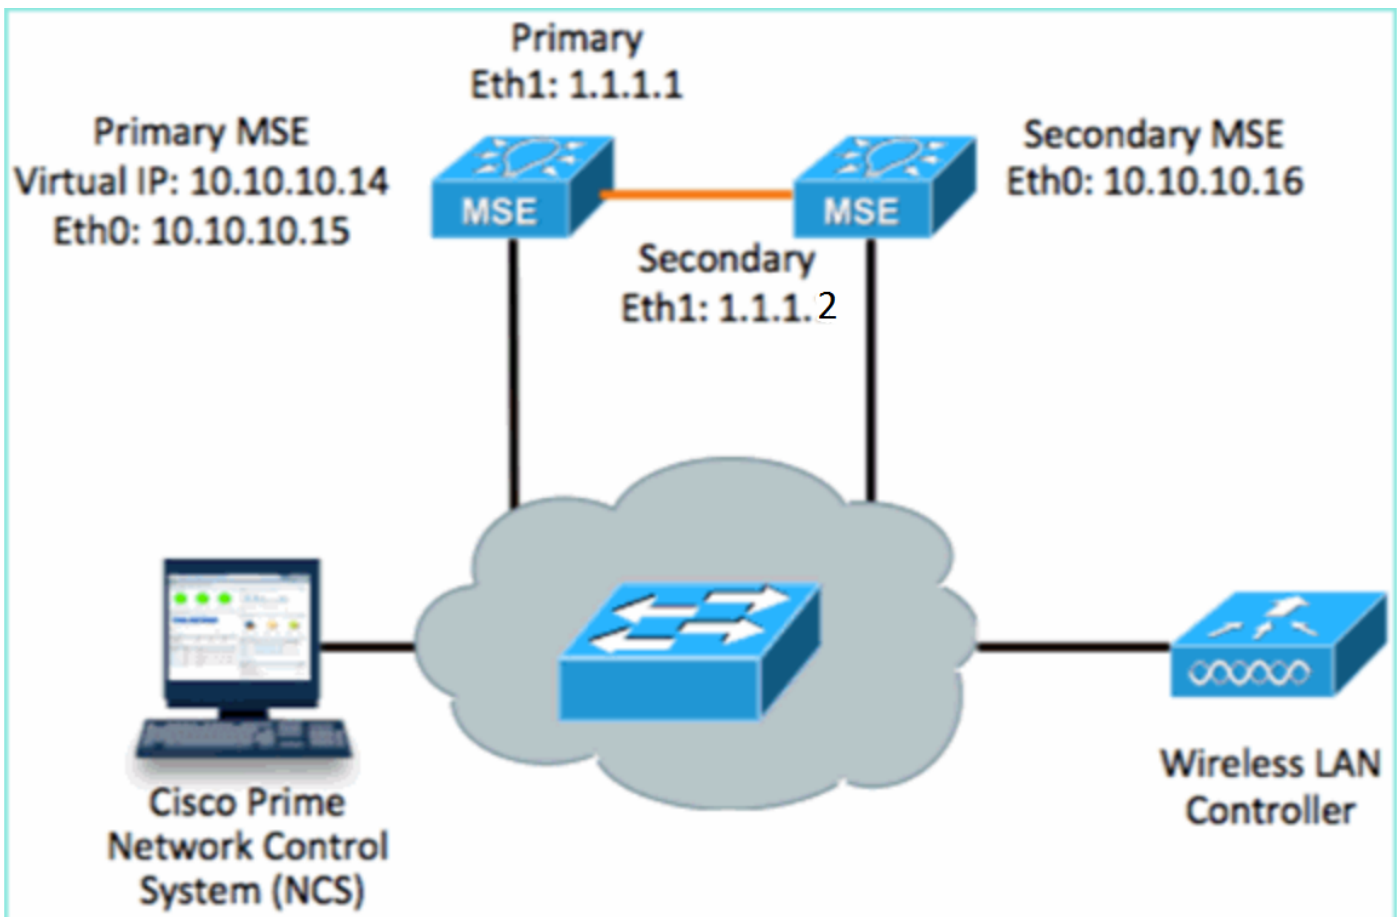 Primary
Eth1: 1.1.1.1
Primary MSE
Virtual IP: 10.10.10.14
Eth0: 10.10.10.15
MSE
MSE
Secondary MSE
Eth0: 10.10.10.16
Secondary
Eth1: 1.1.1.2
Cisco Prime
Network Control
System (NCS)
Wireless LAN
Controller